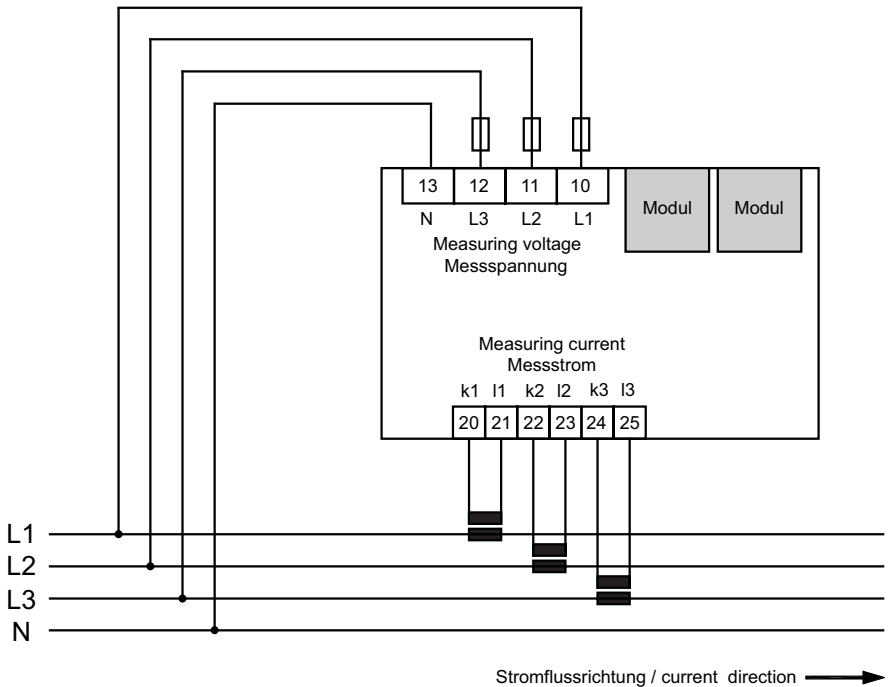 13 12 11 10
N L3 L2 L1
Modul Modul
Measuring voltage
Messspannung
Measuring current
Messstrom
k1 l1 k2 l2 k3 l3
20 21 22 23 24 25
L1
L2
L3
N
Stromflussrichtung / current direction